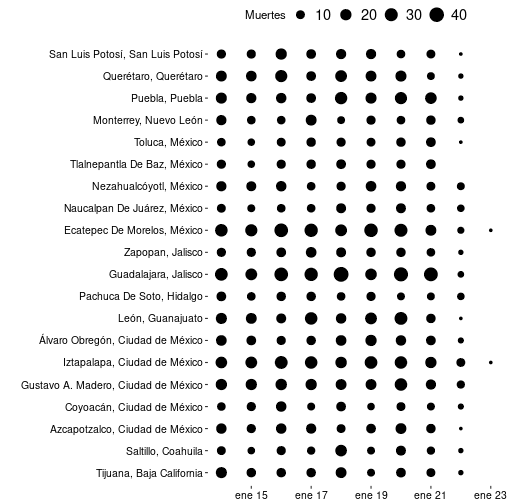 Muertes 10 20 30 40
San Luis Potosí, San Luis Potosí
Querétaro, Querétaro
Puebla, Puebla
Monterrey, Nuevo León
Toluca, México
Tlalnepantla De Baz, México
Nezahualcóyotl, México
Naucalpan De Juárez, México
Ecatepec De Morelos, México
Zapopan, Jalisco
Guadalajara, Jalisco
Pachuca De Soto, Hidalgo
León, Guanajuato
Álvaro Obregón, Ciudad de México
Iztapalapa, Ciudad de México
Gustavo A. Madero, Ciudad de México
Coyoacán, Ciudad de México
Azcapotzalco, Ciudad de México
Saltillo, Coahuila
Tijuana, Baja California
ene 15 ene 17 ene 19 ene 21 ene 23